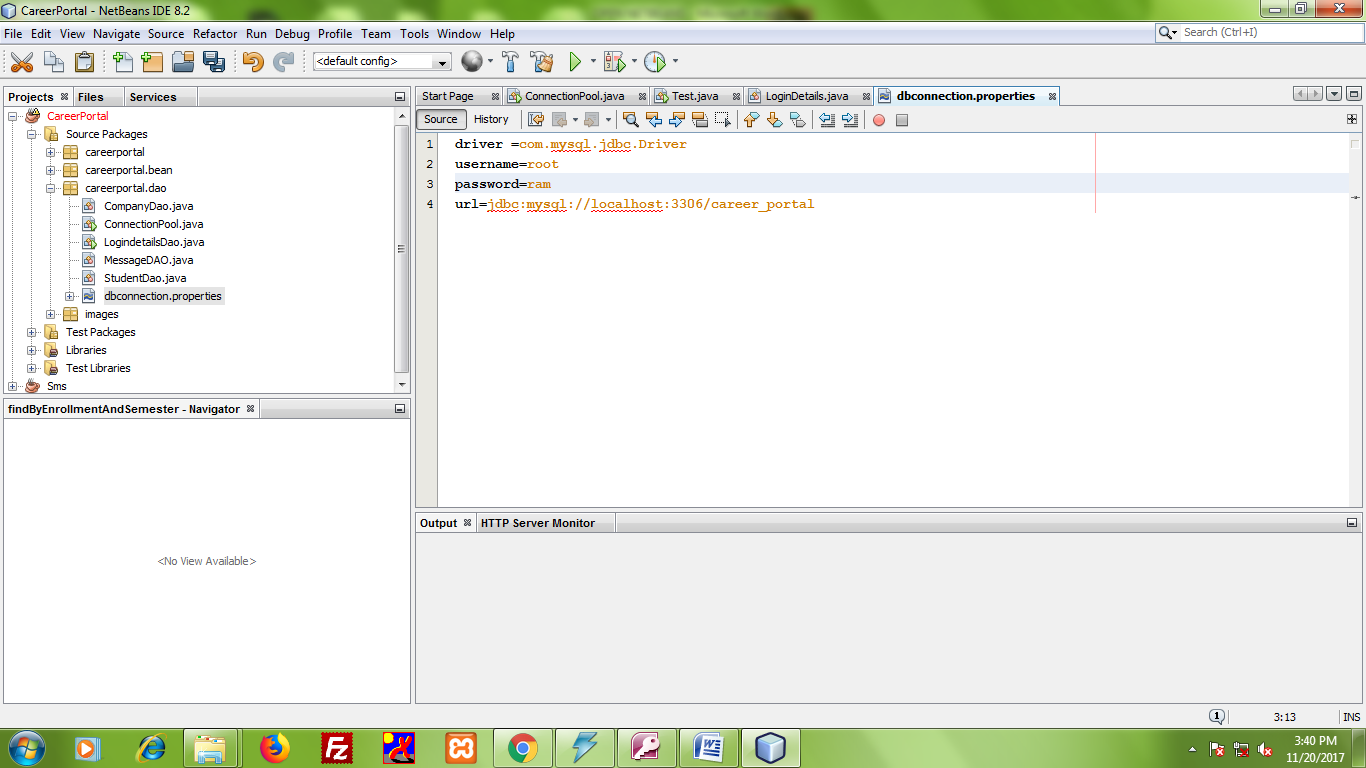 CareerPortal - NetBeans IDE 8.2
File Edit View Navigate Source Refactor Run Debug Profile Team Tools Window Help
Search (Ctrl+I)
<default config>
Projects Files Services
CareerPortal
Source Packages
careerportal
careerportal.bean
careerportal.dao
CompanyDao.java
ConnectionPool.java
LogindetailsDao.java
MessageDAO.java
StudentDao.java
dbconnection.properties
images
Test Packages
Libraries
Test Libraries
Sms
findByEnrollmentAndSemester - Navigator
<No View Available>
Start Page ConnectionPool.java Test.java LoginDetails.java dbconnection.properties
Source History
1 driver =com.mysql.jdbc.Driver
2 username=root
3 password=ram
4 url=jdbc:mysql://localhost:3306/career_portal
Output HTTP Server Monitor
1 3:13 INS
Fz
W
3:40 PM
11/20/2017